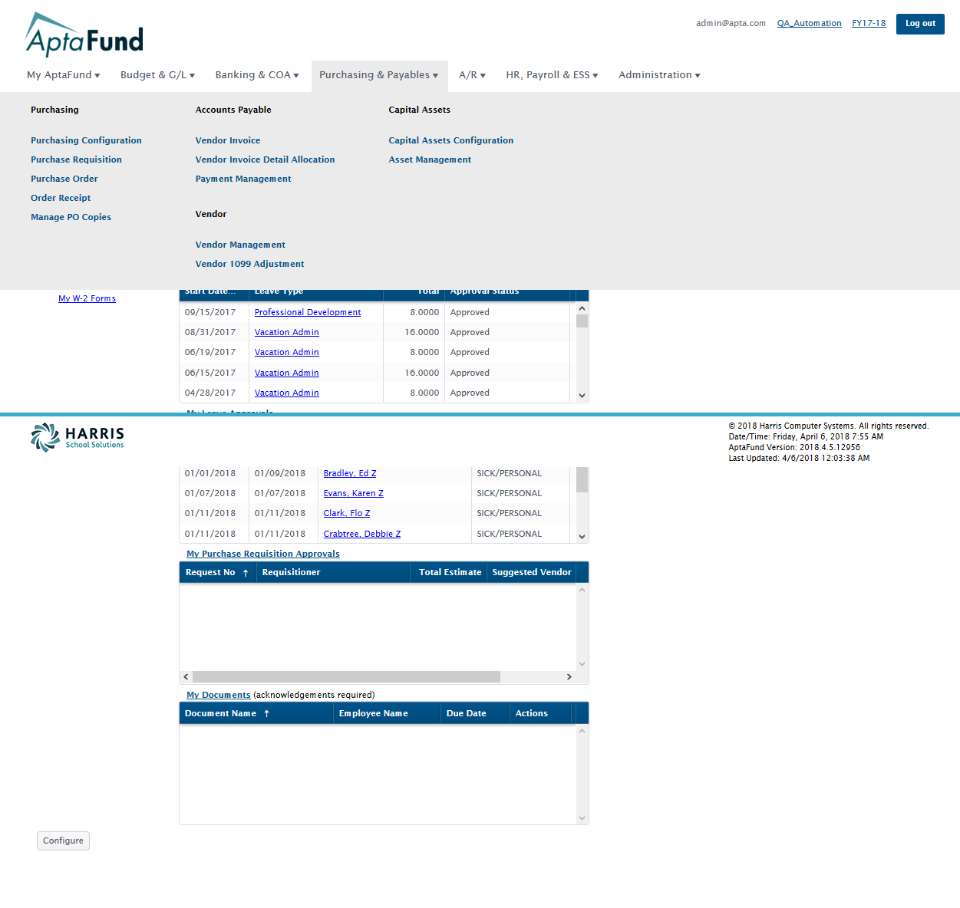 AptaFund
admin@apta.com QA_Automation FY17-18 Log out
My AptaFund ▾ Budget & G/L ▾ Banking & COA ▾ Purchasing & Payables ▾ A/R ▾ HR, Payroll & ESS ▾ Administration ▾
Purchasing
Purchasing Configuration
Purchase Requisition
Purchase Order
Order Receipt
Manage PO Copies
Accounts Payable
Vendor Invoice
Vendor Invoice Detail Allocation
Payment Management
Vendor
Vendor Management
Vendor 1099 Adjustment
Capital Assets
Capital Assets Configuration
Asset Management
My W-2 Forms
Start Date... Leave Type Total Approval Status
09/15/2017 Professional Development 8.0000 Approved
08/31/2017 Vacation Admin 16.0000 Approved
06/19/2017 Vacation Admin 8.0000 Approved
06/15/2017 Vacation Admin 16.0000 Approved
04/28/2017 Vacation Admin 8.0000 Approved
My Leave Approvals
HARRIS
School Solutions
© 2018 Harris Computer Systems. All rights reserved.
Date/Time: Friday, April 6, 2018 7:55 AM
AptaFund Version: 2018.4.5.12956
Last Updated: 4/6/2018 12:03:38 AM
01/01/2018 01/09/2018 Bradley, Ed Z SICK/PERSONAL
01/07/2018 01/07/2018 Evans, Karen Z SICK/PERSONAL
01/11/2018 01/11/2018 Clark, Flo Z SICK/PERSONAL
01/11/2018 01/11/2018 Crabtree, Debbie Z SICK/PERSONAL
My Purchase Requisition Approvals
Request No ↑ Requisitioner Total Estimate Suggested Vendor
My Documents (acknowledgements required)
Document Name ↑ Employee Name Due Date Actions
Configure